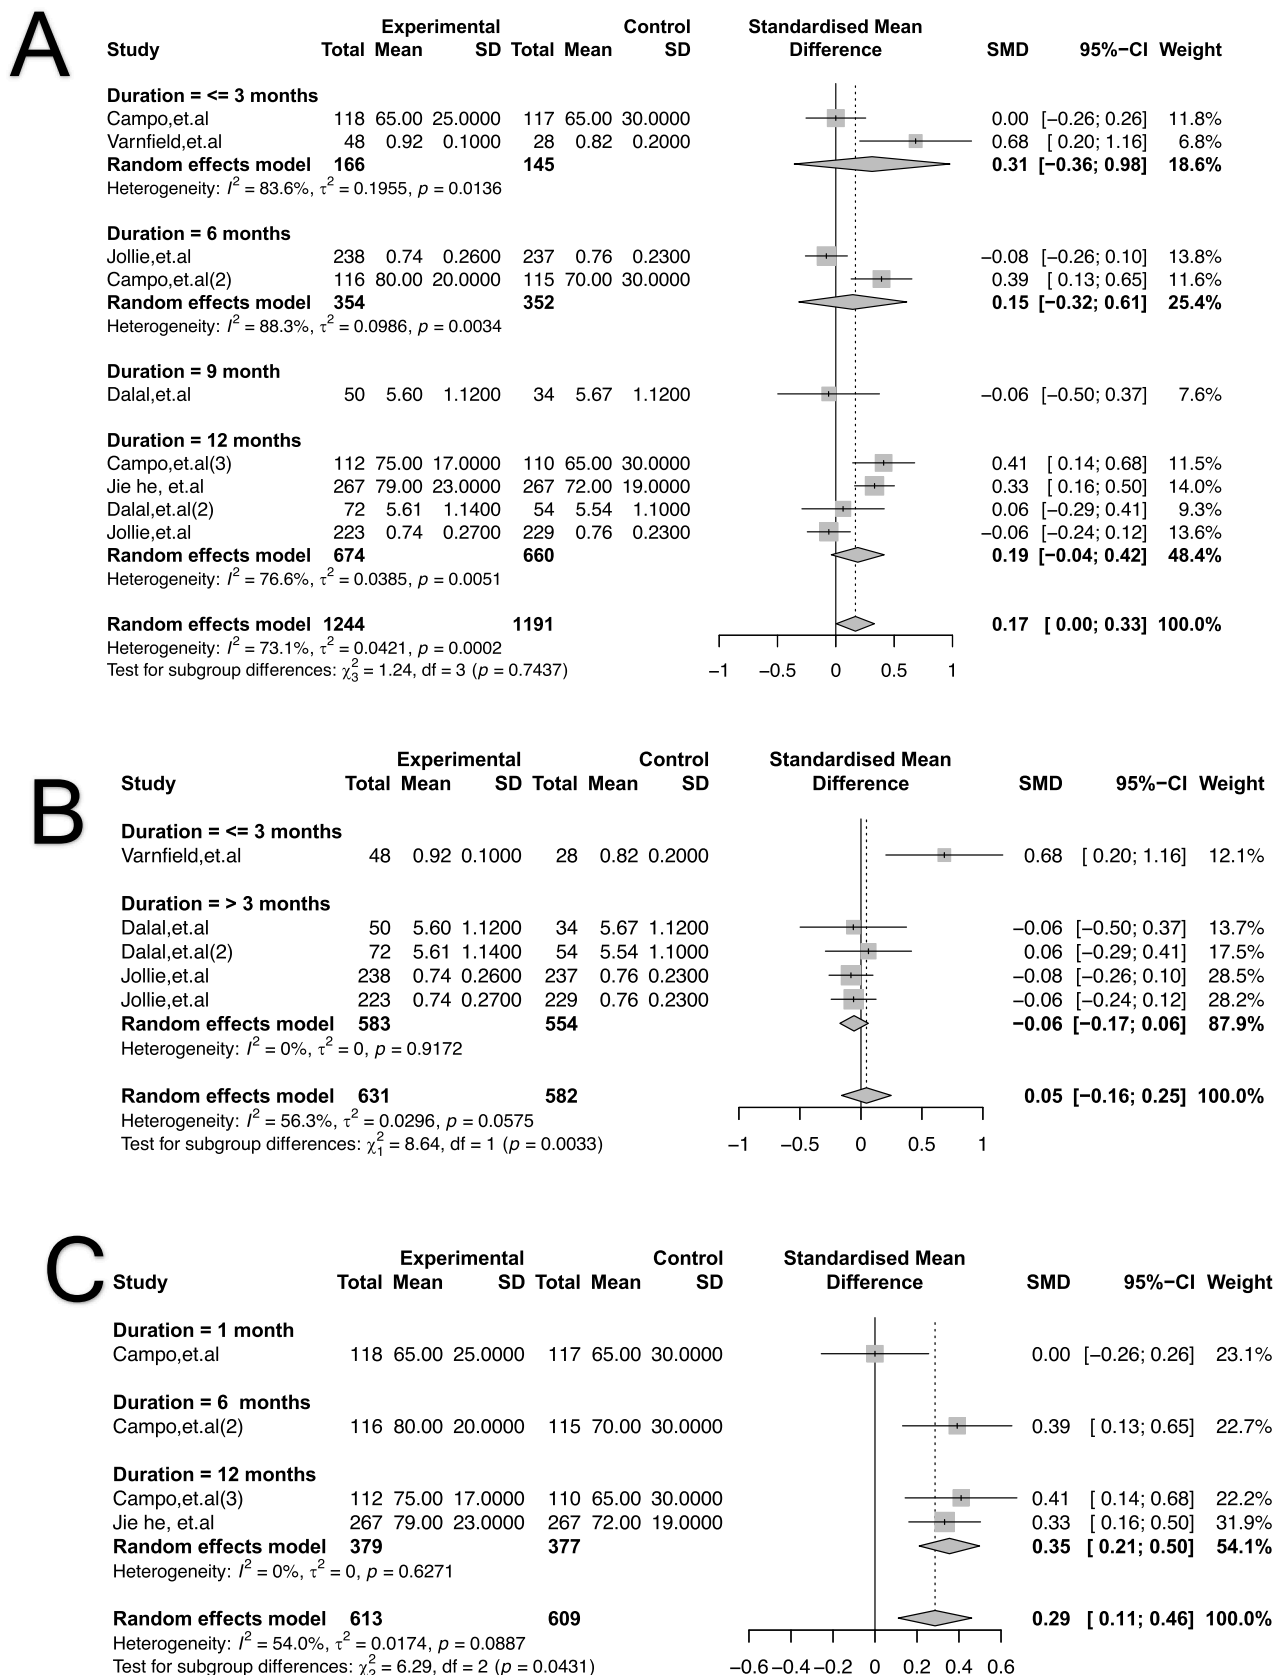 A
Experimental Control Standardised Mean
Study Total Mean SD Total Mean SD Difference SMD 95%−CI Weight
Duration = <= 3 months
Campo,et.al 118 65.00 25.0000 117 65.00 30.0000 0.00 [−0.26; 0.26] 11.8%
Varnfield,et.al 48 0.92 0.1000 28 0.82 0.2000 0.68 [ 0.20; 1.16] 6.8%
Random effects model 166 145 0.31 [−0.36; 0.98] 18.6%
Heterogeneity: I² = 83.6%, τ² = 0.1955, p = 0.0136
Duration = 6 months
Jollie,et.al 238 0.74 0.2600 237 0.76 0.2300 −0.08 [−0.26; 0.10] 13.8%
Campo,et.al(2) 116 80.00 20.0000 115 70.00 30.0000 0.39 [ 0.13; 0.65] 11.6%
Random effects model 354 352 0.15 [−0.32; 0.61] 25.4%
Heterogeneity: I² = 88.3%, τ² = 0.0986, p = 0.0034
Duration = 9 month
Dalal,et.al 50 5.60 1.1200 34 5.67 1.1200 −0.06 [−0.50; 0.37] 7.6%
Duration = 12 months
Campo,et.al(3) 112 75.00 17.0000 110 65.00 30.0000 0.41 [ 0.14; 0.68] 11.5%
Jie he, et.al 267 79.00 23.0000 267 72.00 19.0000 0.33 [ 0.16; 0.50] 14.0%
Dalal,et.al(2) 72 5.61 1.1400 54 5.54 1.1000 0.06 [−0.29; 0.41] 9.3%
Jollie,et.al 223 0.74 0.2700 229 0.76 0.2300 −0.06 [−0.24; 0.12] 13.6%
Random effects model 674 660 0.19 [−0.04; 0.42] 48.4%
Heterogeneity: I² = 76.6%, τ² = 0.0385, p = 0.0051
Random effects model 1244 1191 0.17 [ 0.00; 0.33] 100.0%
Heterogeneity: I² = 73.1%, τ² = 0.0421, p = 0.0002
Test for subgroup differences: χ²₃ = 1.24, df = 3 (p = 0.7437)
−1 −0.5 0 0.5 1
B
Experimental Control Standardised Mean
Study Total Mean SD Total Mean SD Difference SMD 95%−CI Weight
Duration = <= 3 months
Varnfield,et.al 48 0.92 0.1000 28 0.82 0.2000 0.68 [ 0.20; 1.16] 12.1%
Duration = > 3 months
Dalal,et.al 50 5.60 1.1200 34 5.67 1.1200 −0.06 [−0.50; 0.37] 13.7%
Dalal,et.al(2) 72 5.61 1.1400 54 5.54 1.1000 0.06 [−0.29; 0.41] 17.5%
Jollie,et.al 238 0.74 0.2600 237 0.76 0.2300 −0.08 [−0.26; 0.10] 28.5%
Jollie,et.al 223 0.74 0.2700 229 0.76 0.2300 −0.06 [−0.24; 0.12] 28.2%
Random effects model 583 554 −0.06 [−0.17; 0.06] 87.9%
Heterogeneity: I² = 0%, τ² = 0, p = 0.9172
Random effects model 631 582 0.05 [−0.16; 0.25] 100.0%
Heterogeneity: I² = 56.3%, τ² = 0.0296, p = 0.0575
Test for subgroup differences: χ²₁ = 8.64, df = 1 (p = 0.0033)
−1 −0.5 0 0.5 1
C
Experimental Control Standardised Mean
Study Total Mean SD Total Mean SD Difference SMD 95%−CI Weight
Duration = 1 month
Campo,et.al 118 65.00 25.0000 117 65.00 30.0000 0.00 [−0.26; 0.26] 23.1%
Duration = 6 months
Campo,et.al(2) 116 80.00 20.0000 115 70.00 30.0000 0.39 [ 0.13; 0.65] 22.7%
Duration = 12 months
Campo,et.al(3) 112 75.00 17.0000 110 65.00 30.0000 0.41 [ 0.14; 0.68] 22.2%
Jie he, et.al 267 79.00 23.0000 267 72.00 19.0000 0.33 [ 0.16; 0.50] 31.9%
Random effects model 379 377 0.35 [ 0.21; 0.50] 54.1%
Heterogeneity: I² = 0%, τ² = 0, p = 0.6271
Random effects model 613 609 0.29 [ 0.11; 0.46] 100.0%
Heterogeneity: I² = 54.0%, τ² = 0.0174, p = 0.0887
Test for subgroup differences: χ²₂ = 6.29, df = 2 (p = 0.0431)
−0.6 −0.4 −0.2 0 0.2 0.4 0.6